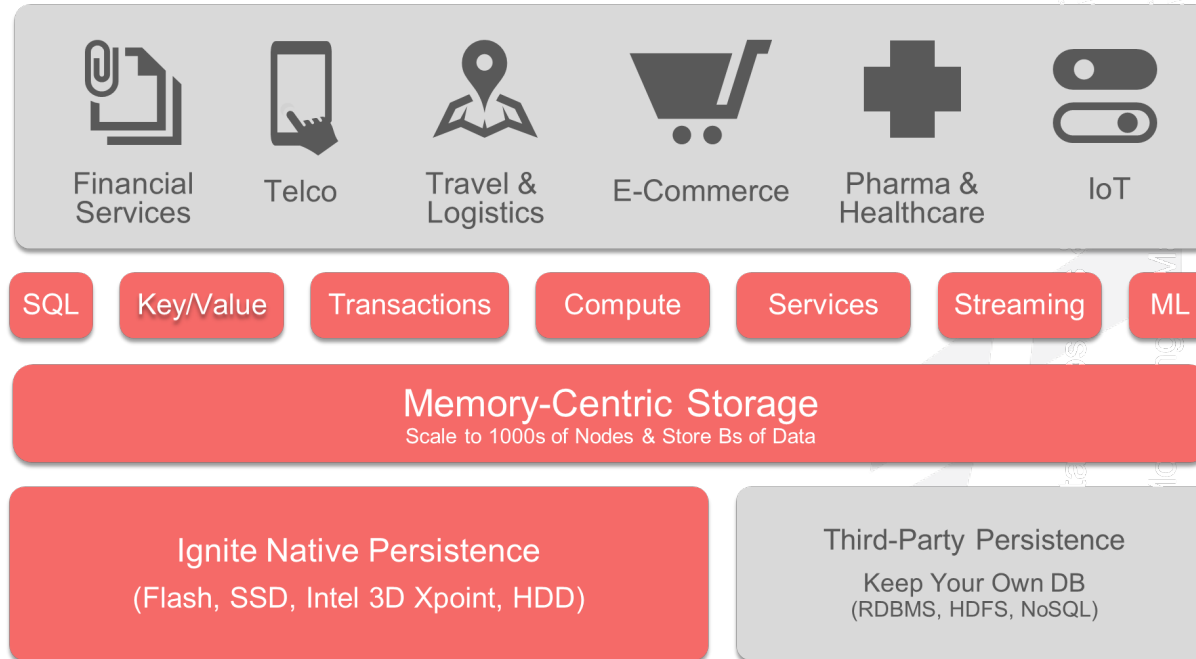 Financial
Services
Telco
Travel &
Logistics
E-Commerce
Pharma &
Healthcare
IoT
SQL
Key/Value
Transactions
Compute
Services
Streaming
ML
Memory-Centric Storage
Scale to 1000s of Nodes & Store Bs of Data
Ignite Native Persistence
(Flash, SSD, Intel 3D Xpoint, HDD)
Third-Party Persistence
Keep Your Own DB
(RDBMS, HDFS, NoSQL)